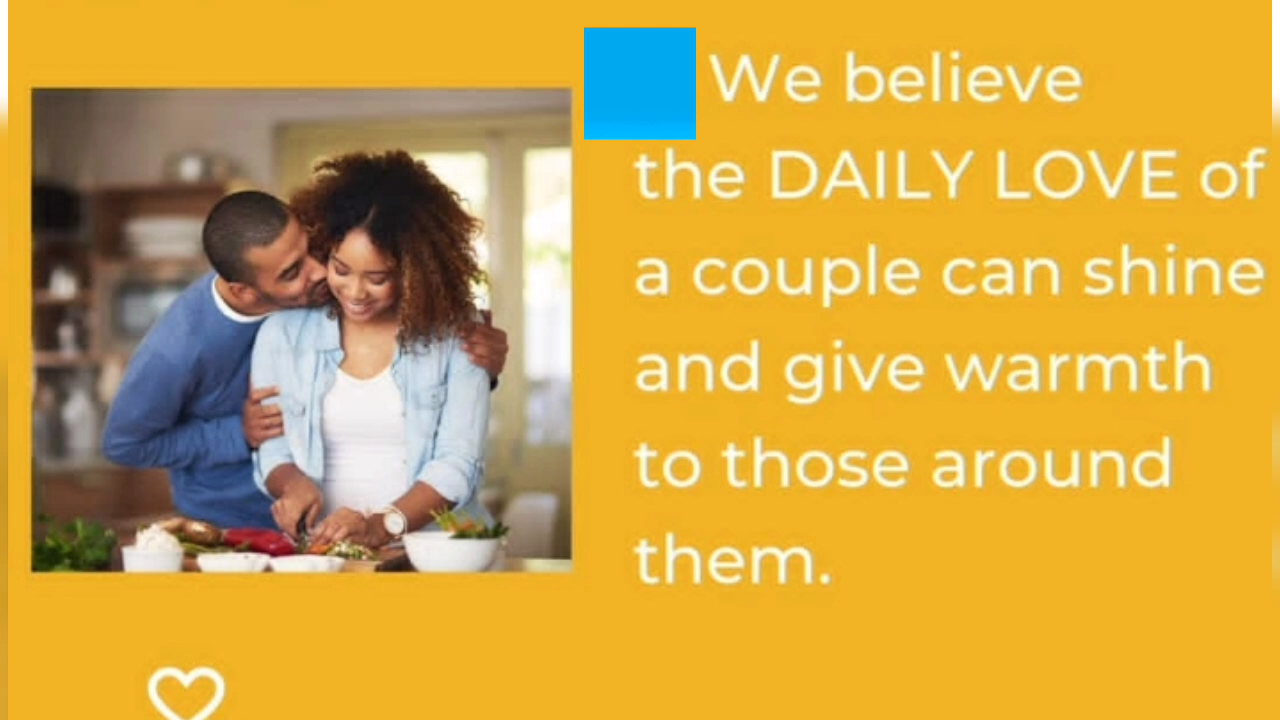 We believe
the DAILY LOVE of
a couple can shine
and give warmth
to those around
them.